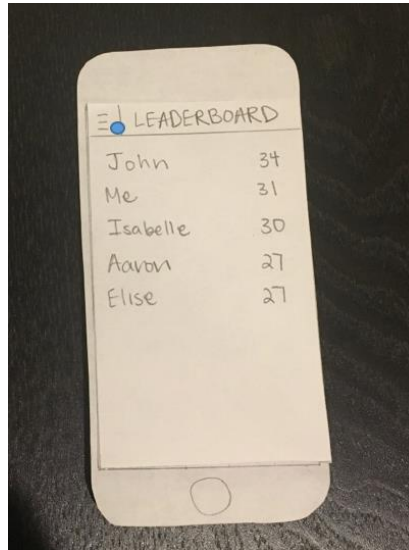 LEADERBOARD
John 34
Me 31
Isabelle 30
Aaron 27
Elise 27